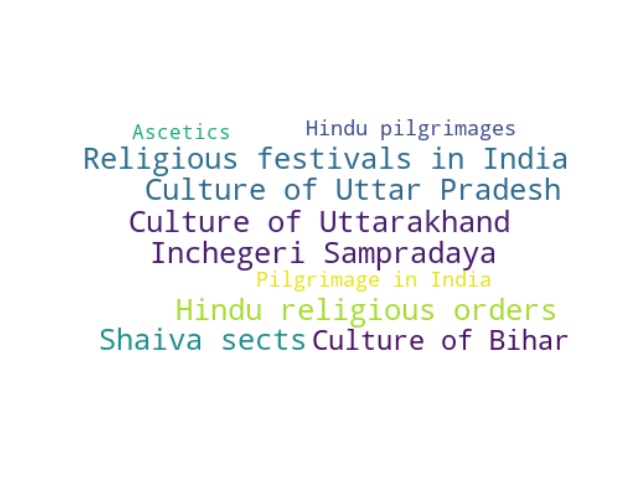 Ascetics
Hindu pilgrimages
Religious festivals in India
Culture of Uttar Pradesh
Culture of Uttarakhand
Inchegeri Sampradaya
Pilgrimage in India
Hindu religious orders
Shaiva sects
Culture of Bihar